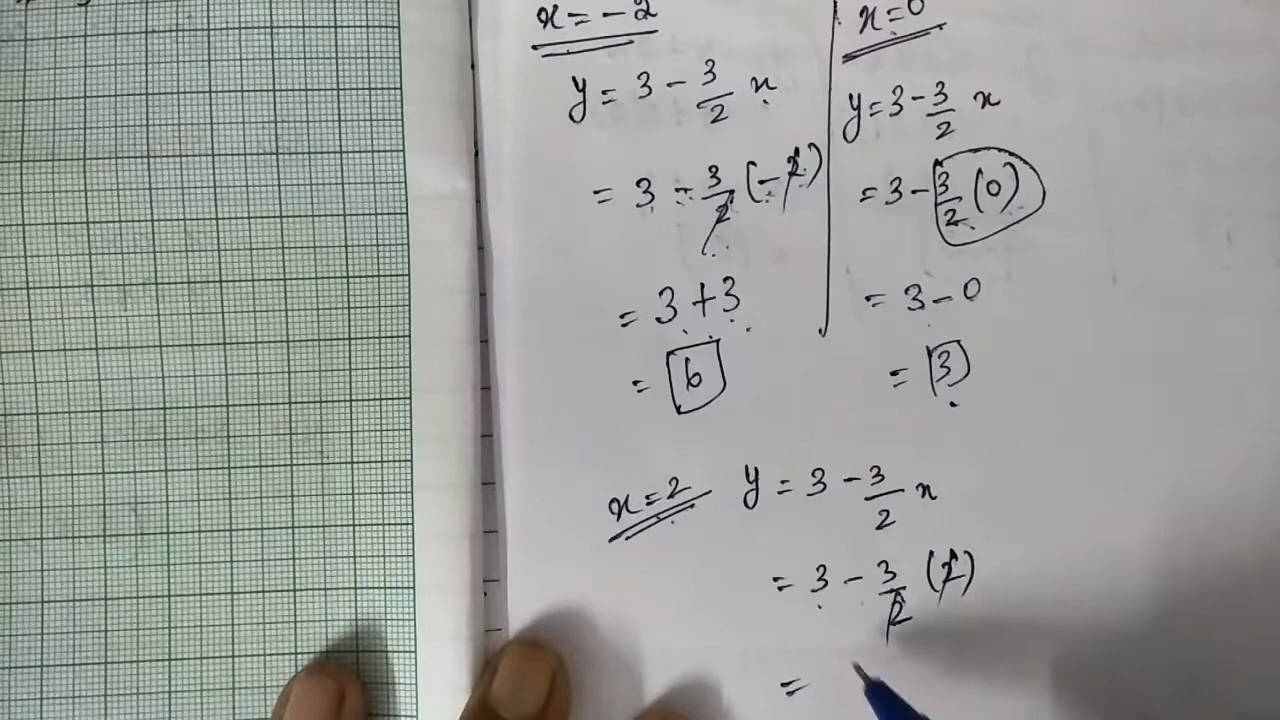 x = - 2
y = 3 - 3/2 x
= 3 - 3/2 (-2)
= 3 + 3
= 6
x = 0
y = 3 - 3/2 x
= 3 - 3/2 (0)
= 3 - 0
= 3
x = 2 y = 3 - 3/2 x
= 3 - 3/2 (2)
=